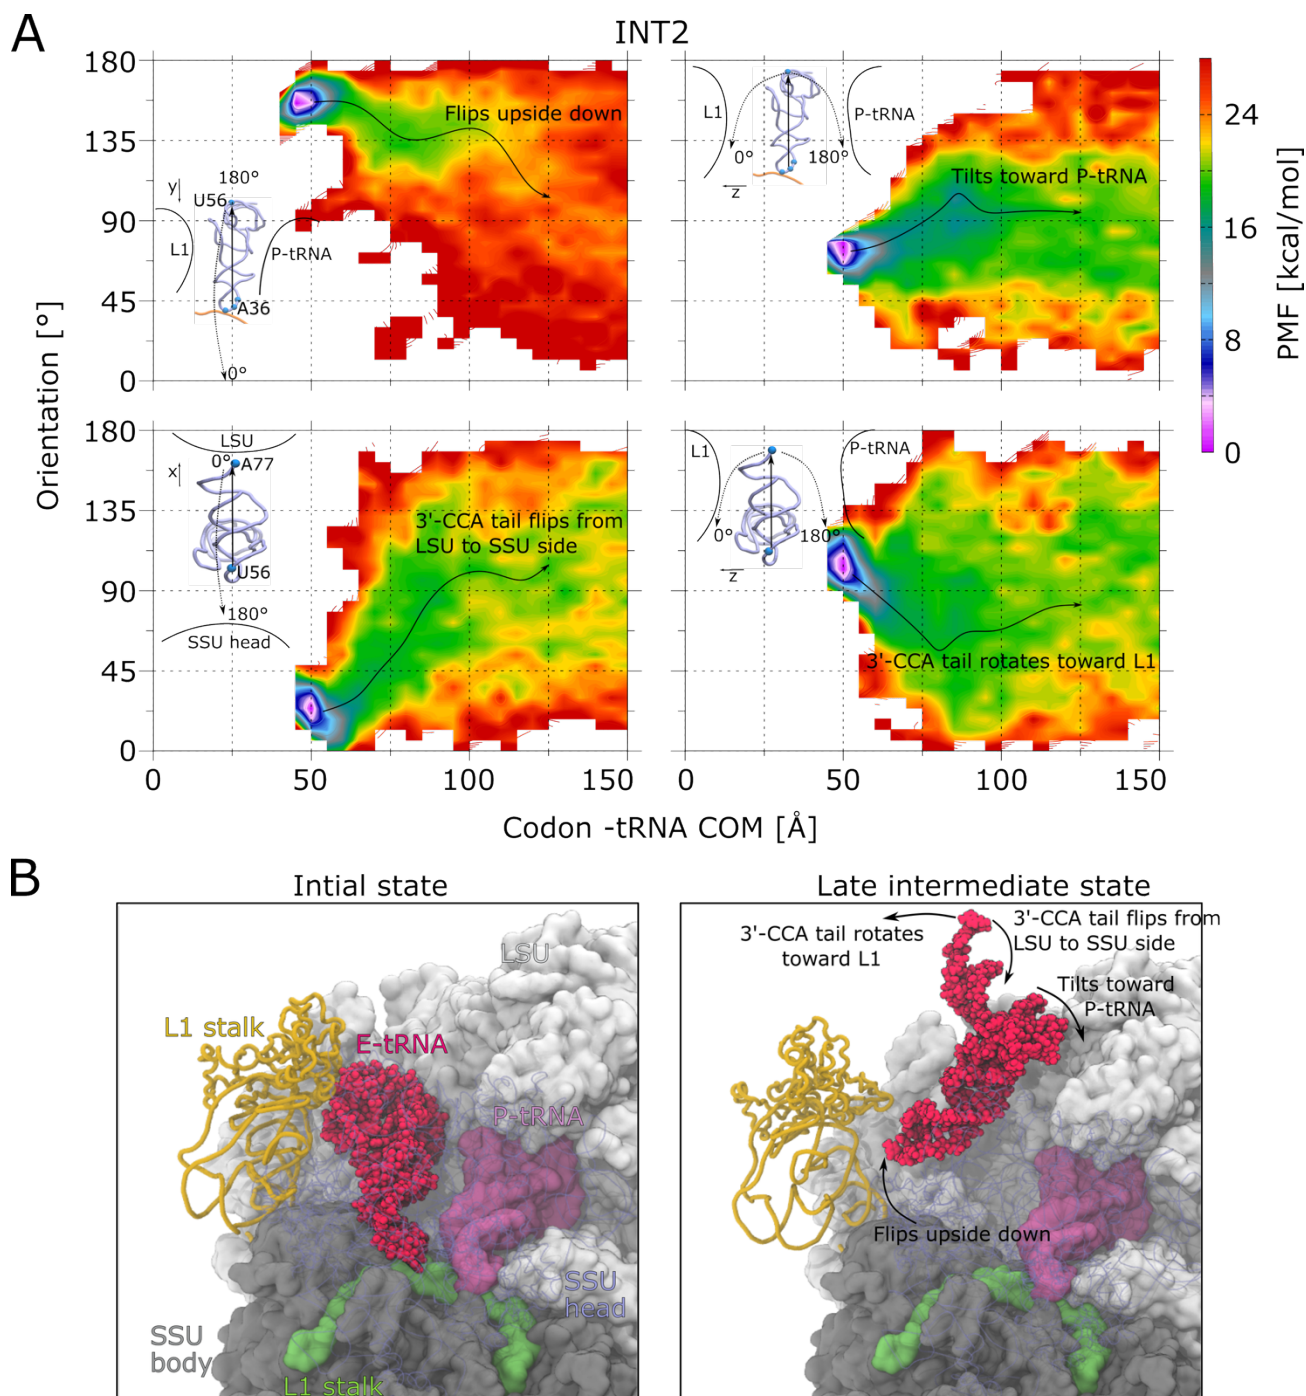 A
INT2
Orientation [°]
180
135
90
45
0
Flips upside down
y
180°
U56
L1
P-tRNA
A36
0°
L1
P-tRNA
0°
180°
z
Tilts toward P-tRNA
24
16
8
0
PMF [kcal/mol]
180
135
90
45
0
LSU
0°
A77
x
U56
180°
SSU head
3'-CCA tail flips from
LSU to SSU side
L1
P-tRNA
0°
180°
z
3'-CCA tail rotates toward L1
0
50
100
150
0
50
100
150
Codon -tRNA COM [Å]
B
Intial state
LSU
L1 stalk
E-tRNA
P-tRNA
SSU
head
SSU
body
L1 stalk
Late intermediate state
3'-CCA tail rotates
toward L1
3'-CCA tail flips from
LSU to SSU side
Tilts toward
P-tRNA
Flips upside down